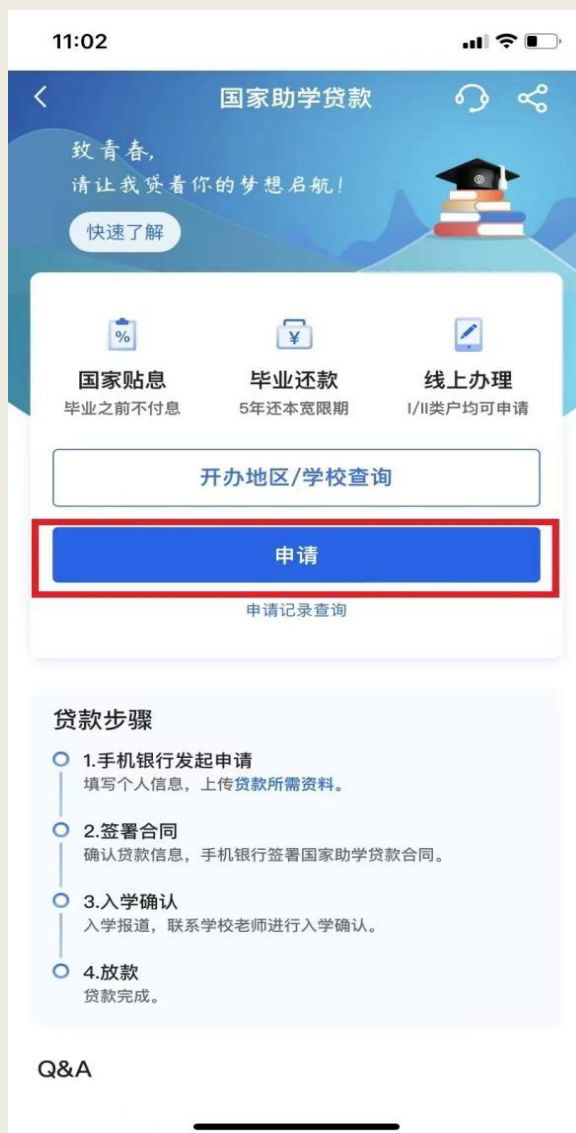 11:02
国家助学贷款
致青春,
请让我贷着你的梦想启航!
快速了解
%
¥
国家贴息
毕业还款
线上办理
毕业之前不付息
5年还本宽限期
I/II类户均可申请
开办地区/学校查询
申请
申请记录查询
贷款步骤
1.手机银行发起申请
填写个人信息，上传贷款所需资料。
2.签署合同
确认贷款信息，手机银行签署国家助学贷款合同。
3.入学确认
入学报道，联系学校老师进行入学确认。
4.放款
贷款完成。
Q&A